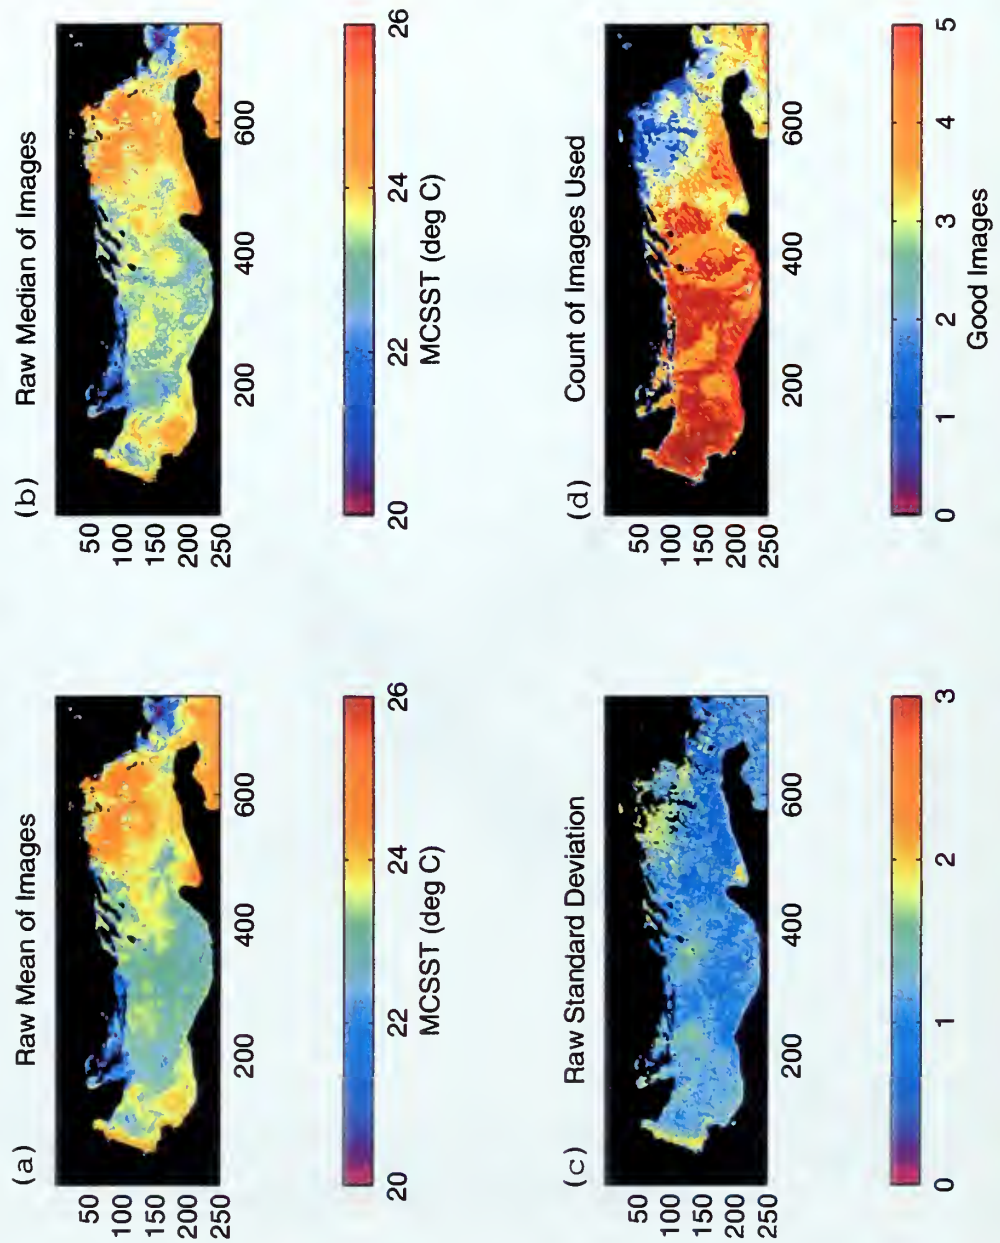 (a) Raw Mean of Images
50
100
150
200
250
200 400 600
20 22 24 26
MCSST (deg C)
(b) Raw Median of Images
50
100
150
200
250
200 400 600
20 22 24 26
MCSST (deg C)
(c) Raw Standard Deviation
50
100
150
200
250
200 400 600
0 1 2 3
(d) Count of Images Used
50
100
150
200
250
200 400 600
0 1 2 3 4 5
Good Images